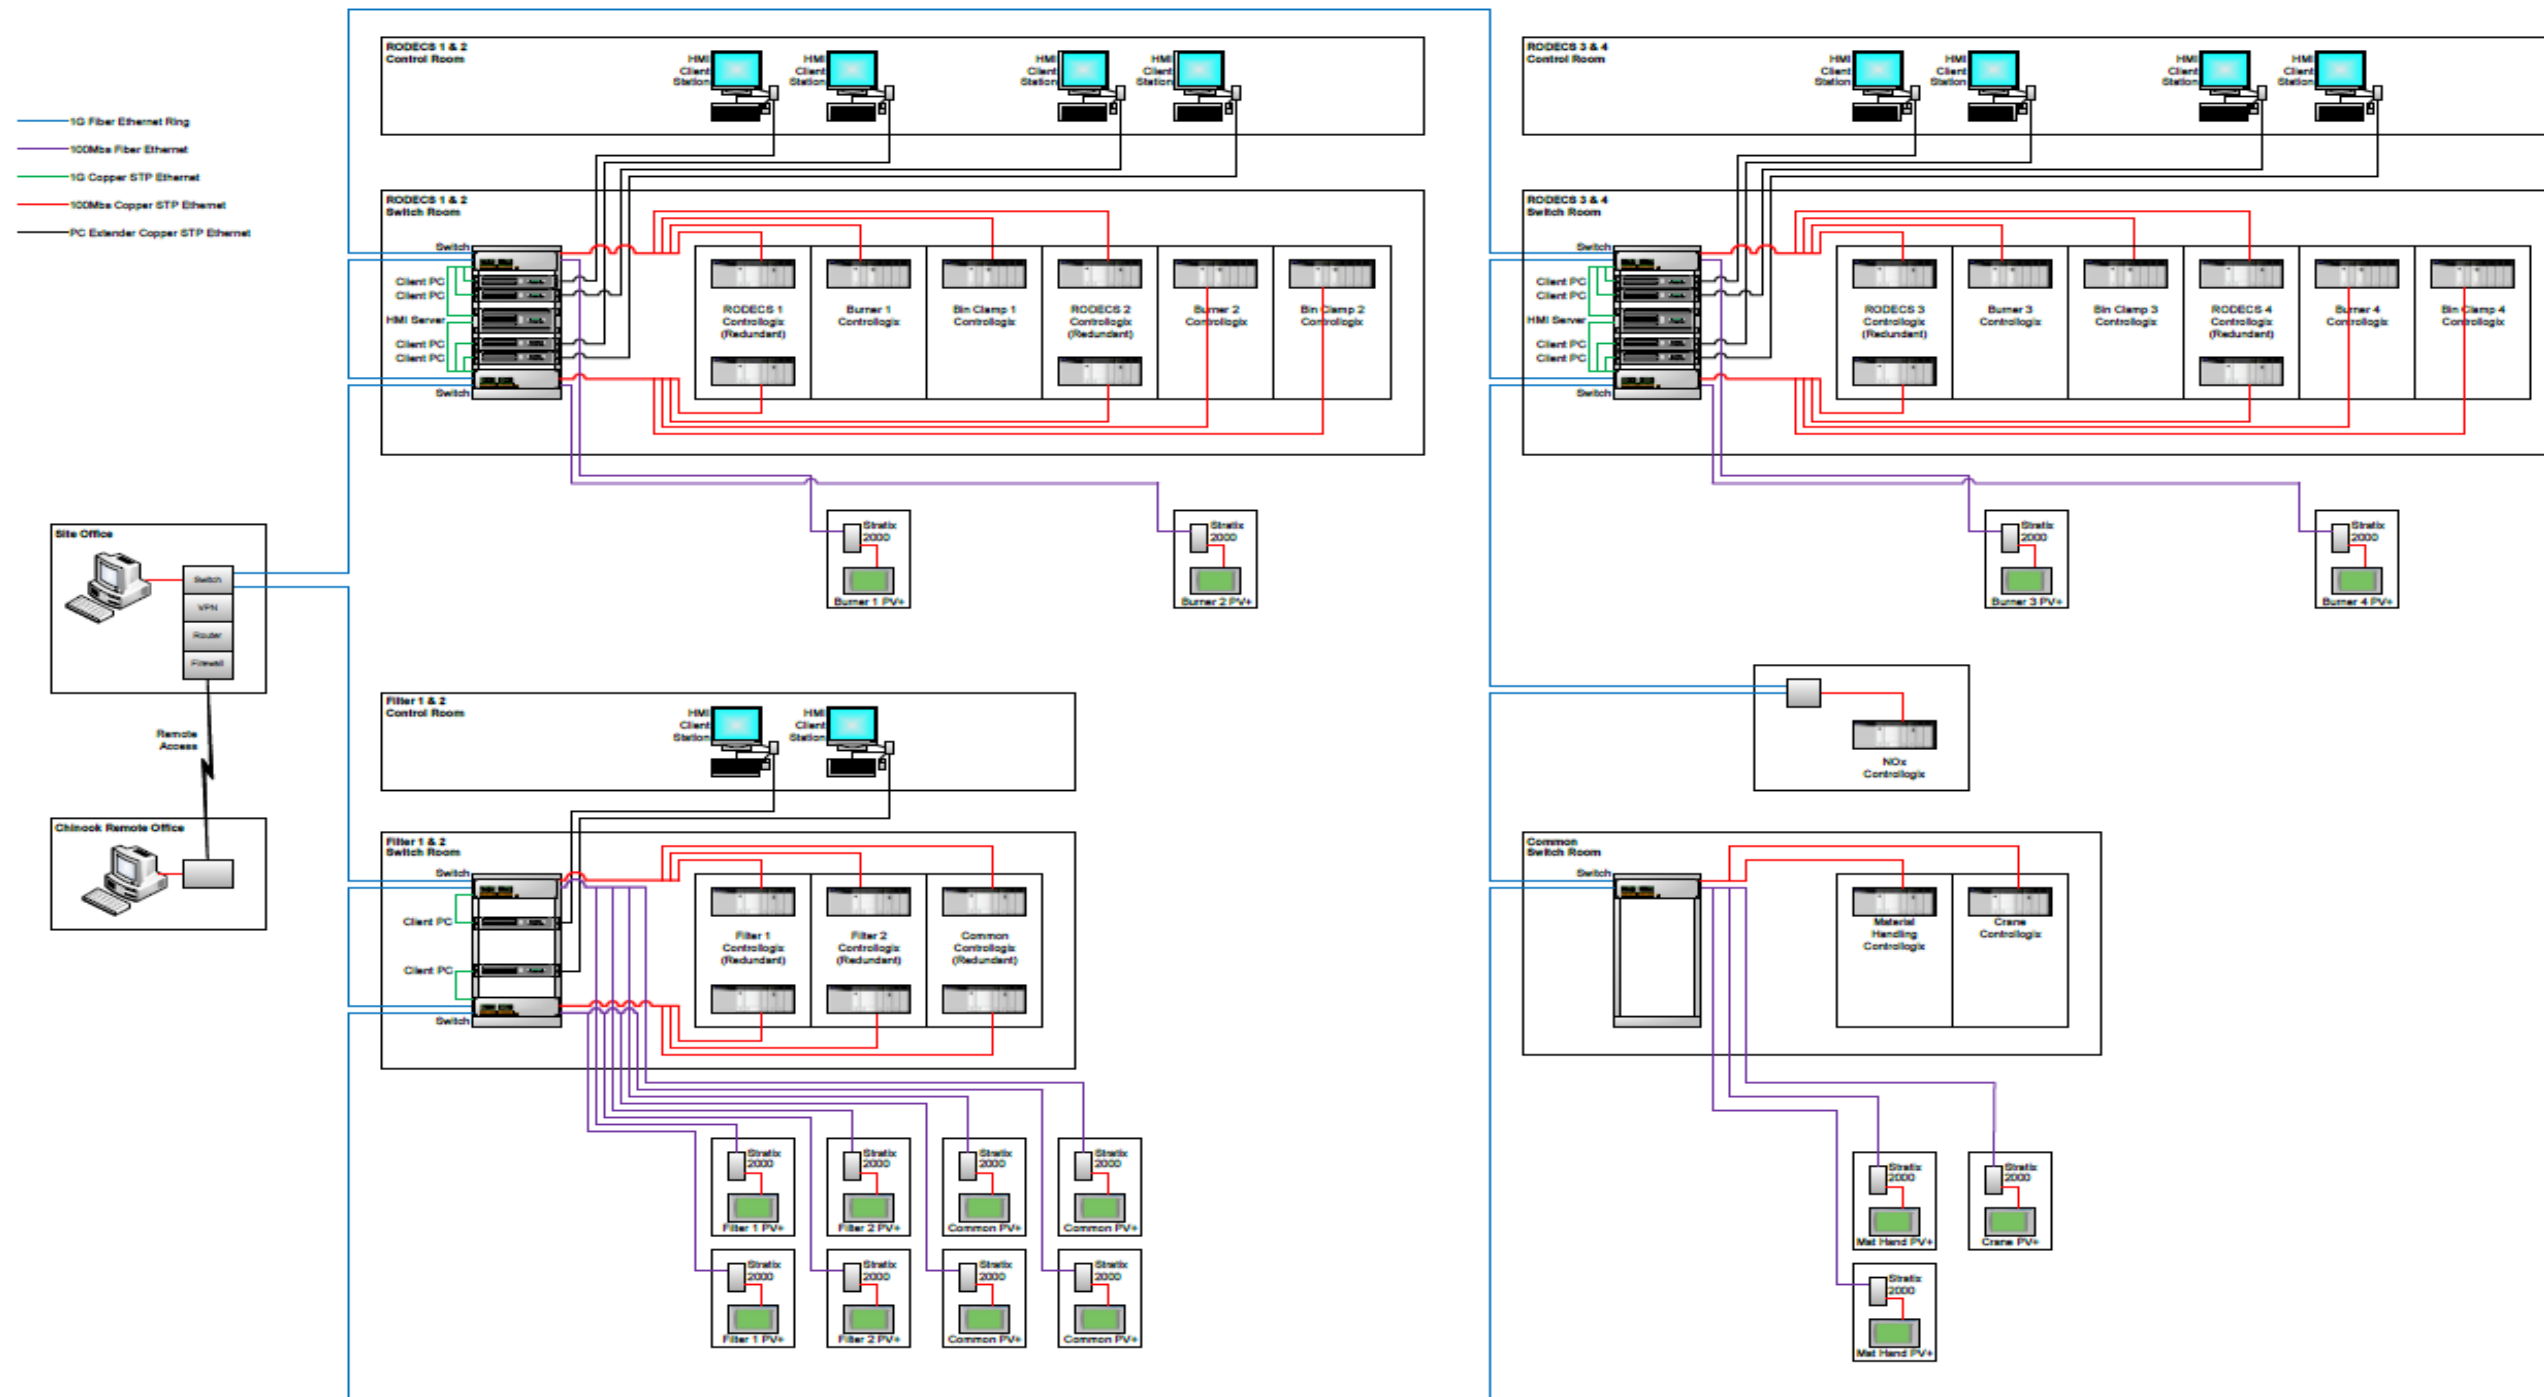 1G Fiber Ethernet Ring
100Mbs Fiber Ethernet
1G Copper STP Ethernet
100Mbs Copper STP Ethernet
PC Extender Copper STP Ethernet
RODECS 1 & 2
Control Room
HMI
Client
Station
HMI
Client
Station
HMI
Client
Station
HMI
Client
Station
RODECS 1 & 2
Switch Room
Switch
Client PC
Client PC
HMI Server
Client PC
Client PC
Switch
RODECS 1
Controllogix
(Redundant)
Burner 1
Controllogix
Bin Clamp 1
Controllogix
RODECS 2
Controllogix
(Redundant)
Burner 2
Controllogix
Bin Clamp 2
Controllogix
Stratix
2000
Burner 1 PV+
Stratix
2000
Burner 2 PV+
RODECS 3 & 4
Control Room
HMI
Client
Station
HMI
Client
Station
HMI
Client
Station
HMI
Client
Station
RODECS 3 & 4
Switch Room
Switch
Client PC
Client PC
HMI Server
Client PC
Client PC
Switch
RODECS 3
Controllogix
(Redundant)
Burner 3
Controllogix
Bin Clamp 3
Controllogix
RODECS 4
Controllogix
(Redundant)
Burner 4
Controllogix
Bin Clamp 4
Controllogix
Stratix
2000
Burner 3 PV+
Stratix
2000
Burner 4 PV+
Site Office
Switch
VPN
Router
Firewall
Remote
Access
Chinook Remote Office
Filter 1 & 2
Control Room
HMI
Client
Station
HMI
Client
Station
Filter 1 & 2
Switch Room
Switch
Client PC
Client PC
Switch
Filter 1
Controllogix
(Redundant)
Filter 2
Controllogix
(Redundant)
Common
Controllogix
(Redundant)
Stratix
2000
Filter 1 PV+
Stratix
2000
Filter 2 PV+
Stratix
2000
Common PV+
Stratix
2000
Common PV+
Stratix
2000
Filter 1 PV+
Stratix
2000
Filter 2 PV+
Stratix
2000
Common PV+
Stratix
2000
Common PV+
NOx
Controllogix
Common
Switch Room
Switch
Material
Handling
Controllogix
Crane
Controllogix
Stratix
2000
Mat Hand PV+
Stratix
2000
Crane PV+
Stratix
2000
Mat Hand PV+